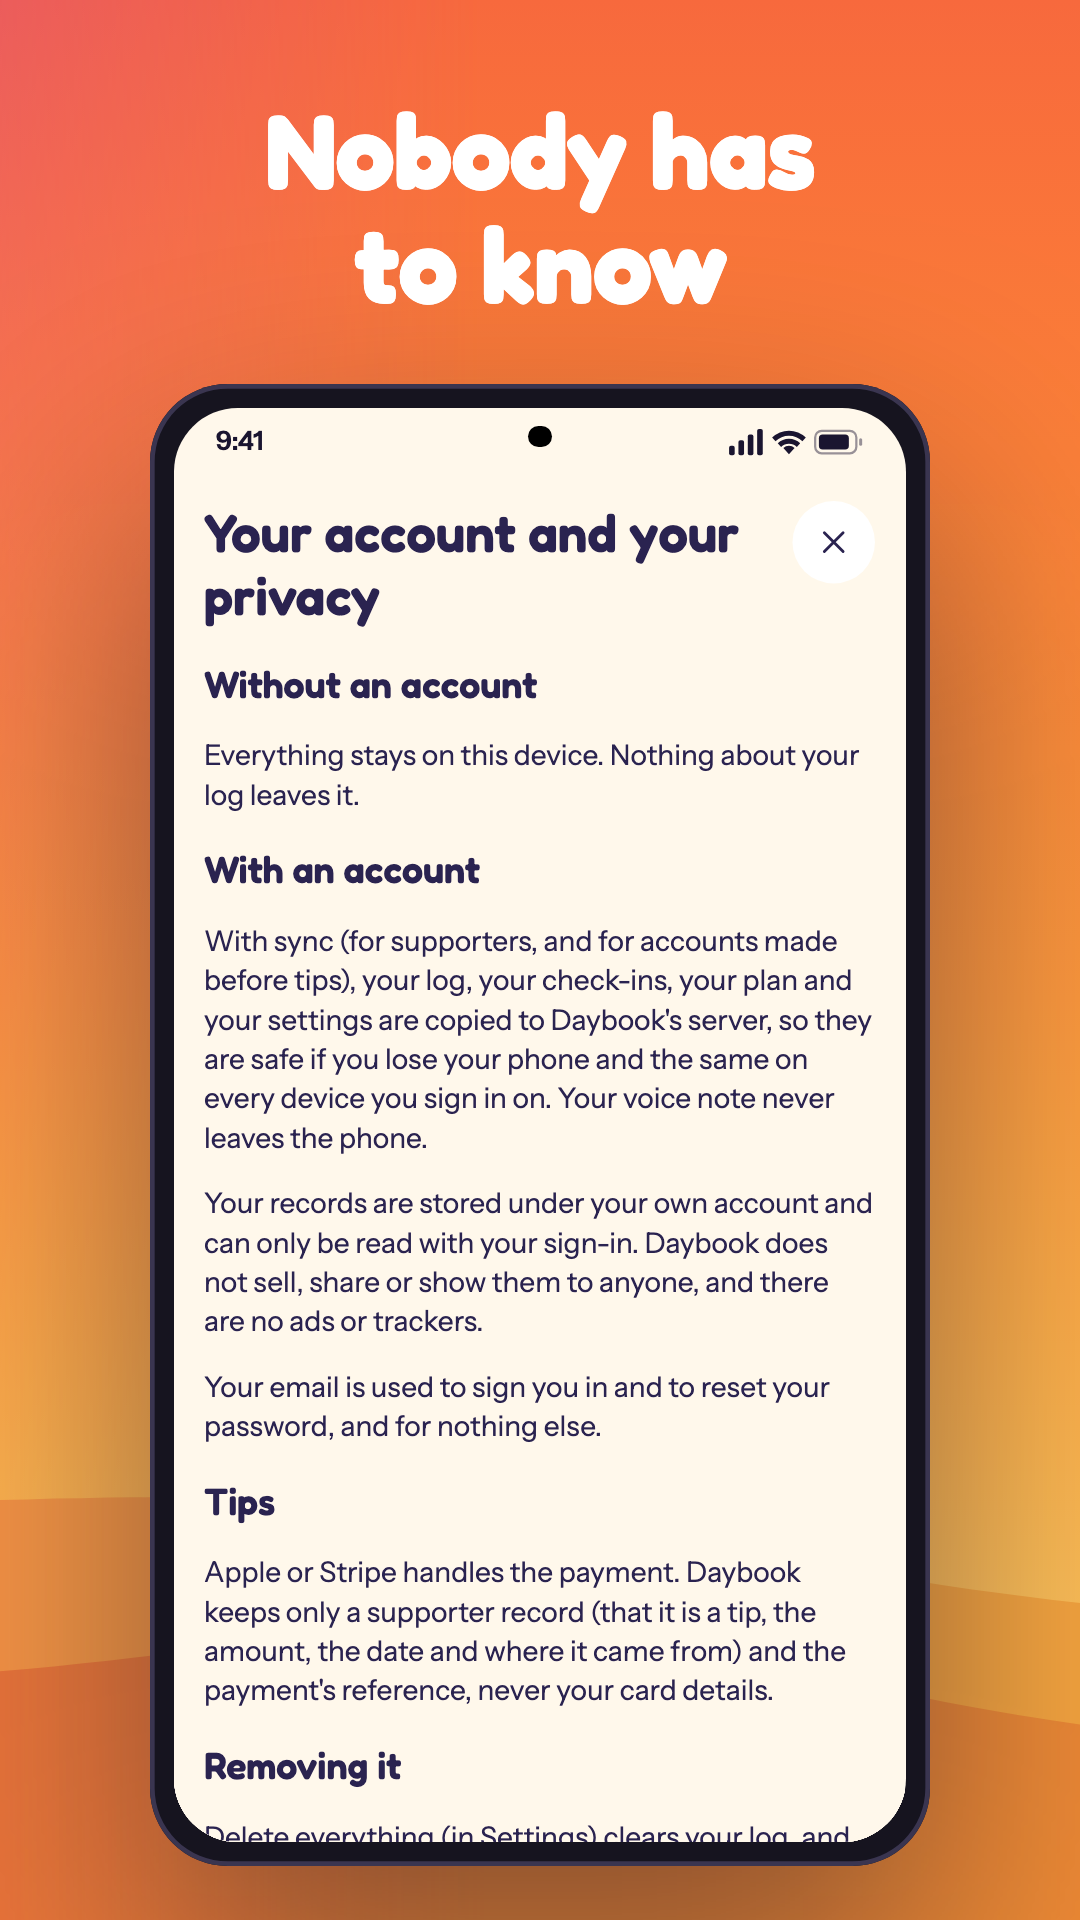 Nobody has
to know
9:41
Your account and your
privacy
Without an account
Everything stays on this device. Nothing about your
log leaves it.
With an account
With sync (for supporters, and for accounts made
before tips), your log, your check-ins, your plan and
your settings are copied to Daybook's server, so they
are safe if you lose your phone and the same on
every device you sign in on. Your voice note never
leaves the phone.
Your records are stored under your own account and
can only be read with your sign-in. Daybook does
not sell, share or show them to anyone, and there
are no ads or trackers.
Your email is used to sign you in and to reset your
password, and for nothing else.
Tips
Apple or Stripe handles the payment. Daybook
keeps only a supporter record (that it is a tip, the
amount, the date and where it came from) and the
payment's reference, never your card details.
Removing it
Delete everything (in Settings) clears your log, and